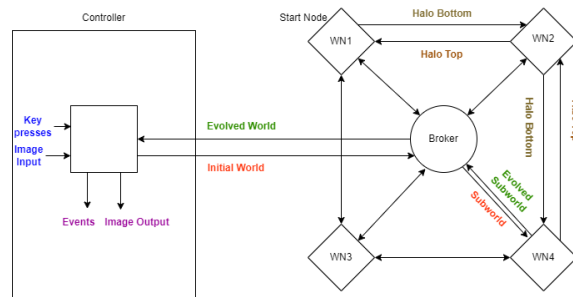 Controller
Start Node
Halo Bottom
WN1
WN2
Halo Top
Key
presses
Image
Input
Evolved World
Initial World
Broker
Halo Bottom
Evolved
Subworld
Subworld
Events
Image Output
WN3
WN4